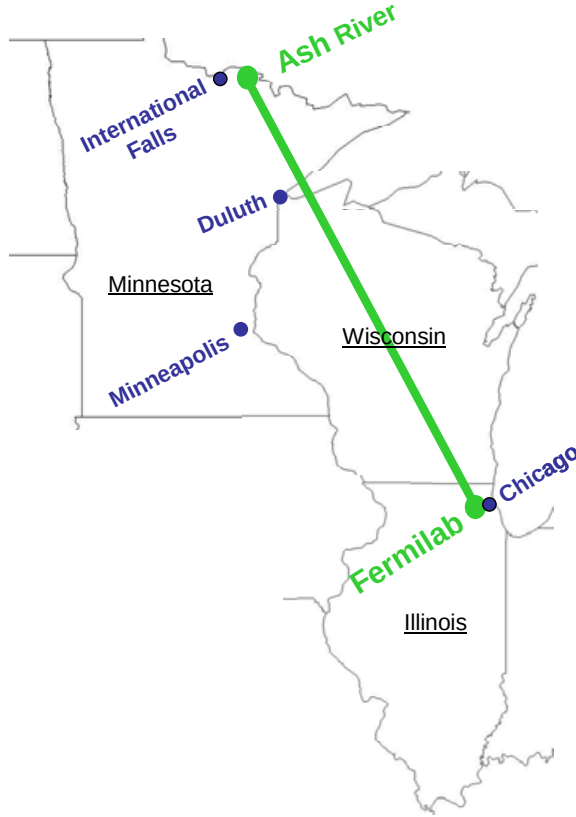 Ash River
International
Falls
Duluth
Minnesota
Wisconsin
Minneapolis
Chicago
Fermilab
Illinois